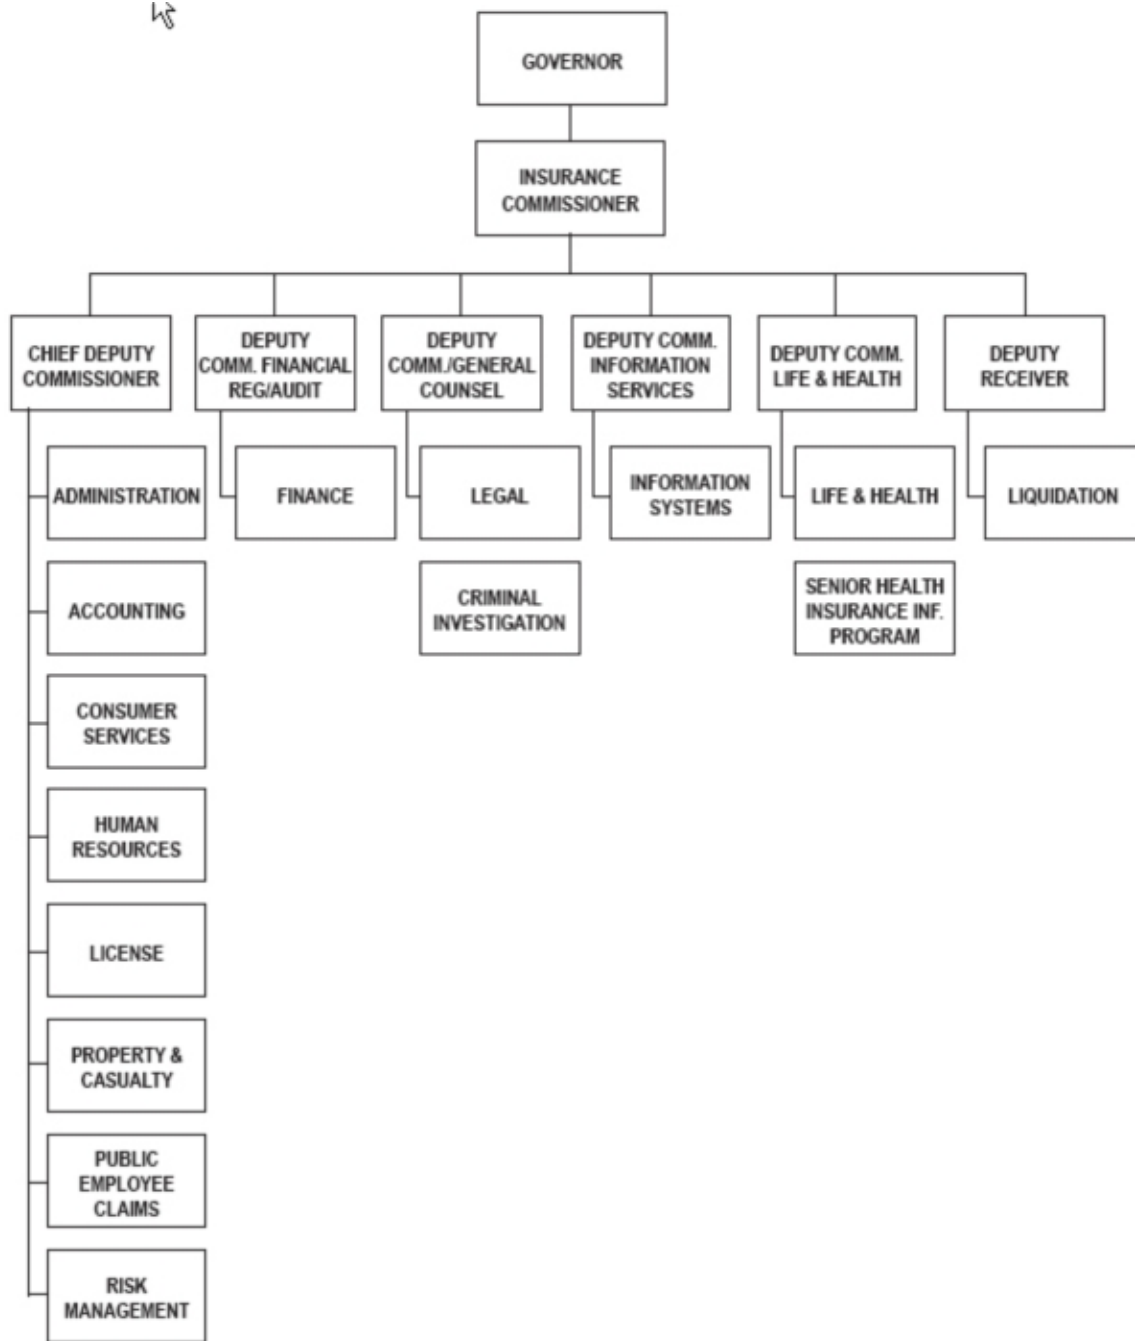 GOVERNOR
INSURANCE
COMMISSIONER
CHIEF DEPUTY
COMMISSIONER
DEPUTY
COMM. FINANCIAL
REG/AUDIT
DEPUTY
COMM./GENERAL
COUNSEL
DEPUTY COMM.
INFORMATION
SERVICES
DEPUTY COMM.
LIFE & HEALTH
DEPUTY
RECEIVER
ADMINISTRATION
FINANCE
LEGAL
INFORMATION
SYSTEMS
LIFE & HEALTH
LIQUIDATION
ACCOUNTING
CRIMINAL
INVESTIGATION
SENIOR HEALTH
INSURANCE INF.
PROGRAM
CONSUMER
SERVICES
HUMAN
RESOURCES
LICENSE
PROPERTY &
CASUALTY
PUBLIC
EMPLOYEE
CLAIMS
RISK
MANAGEMENT